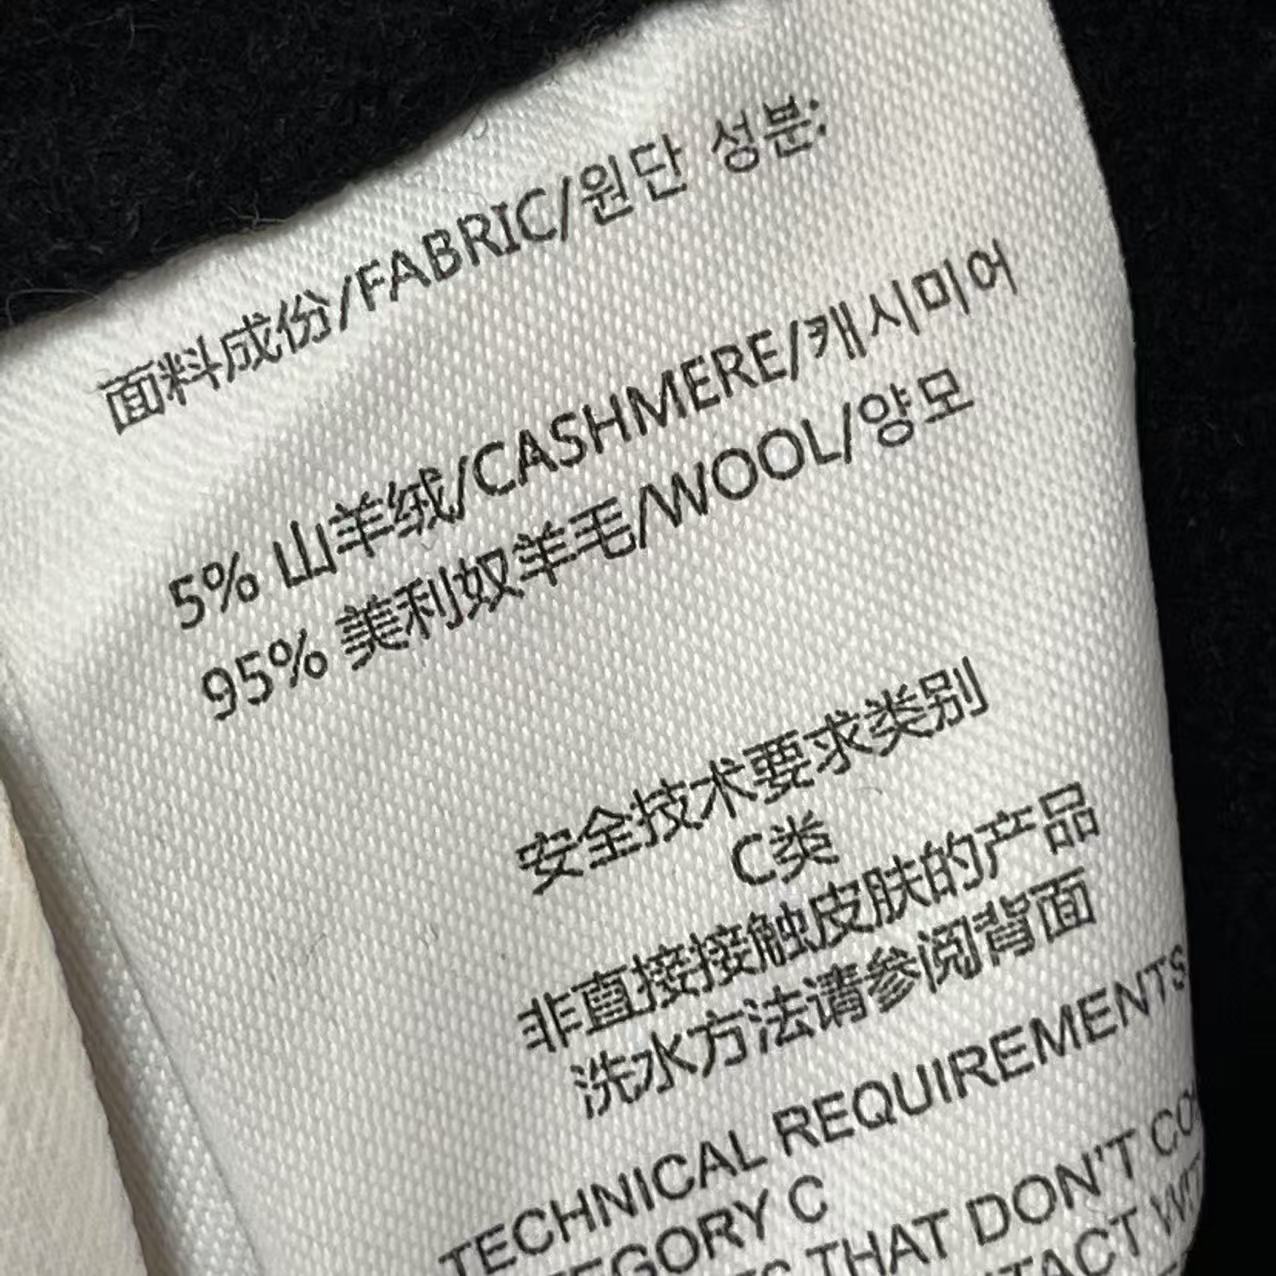 面料成份/FABRIC/원단 성분:
5% 山羊绒/CASHMERE/캐시미어
95% 美利奴羊毛/WOOL/양모
安全技术要求类别
C类
非直接接触皮肤的产品
洗水方法请参阅背面
TECHNICAL REQUIREMENTS
C
THAT DON'T